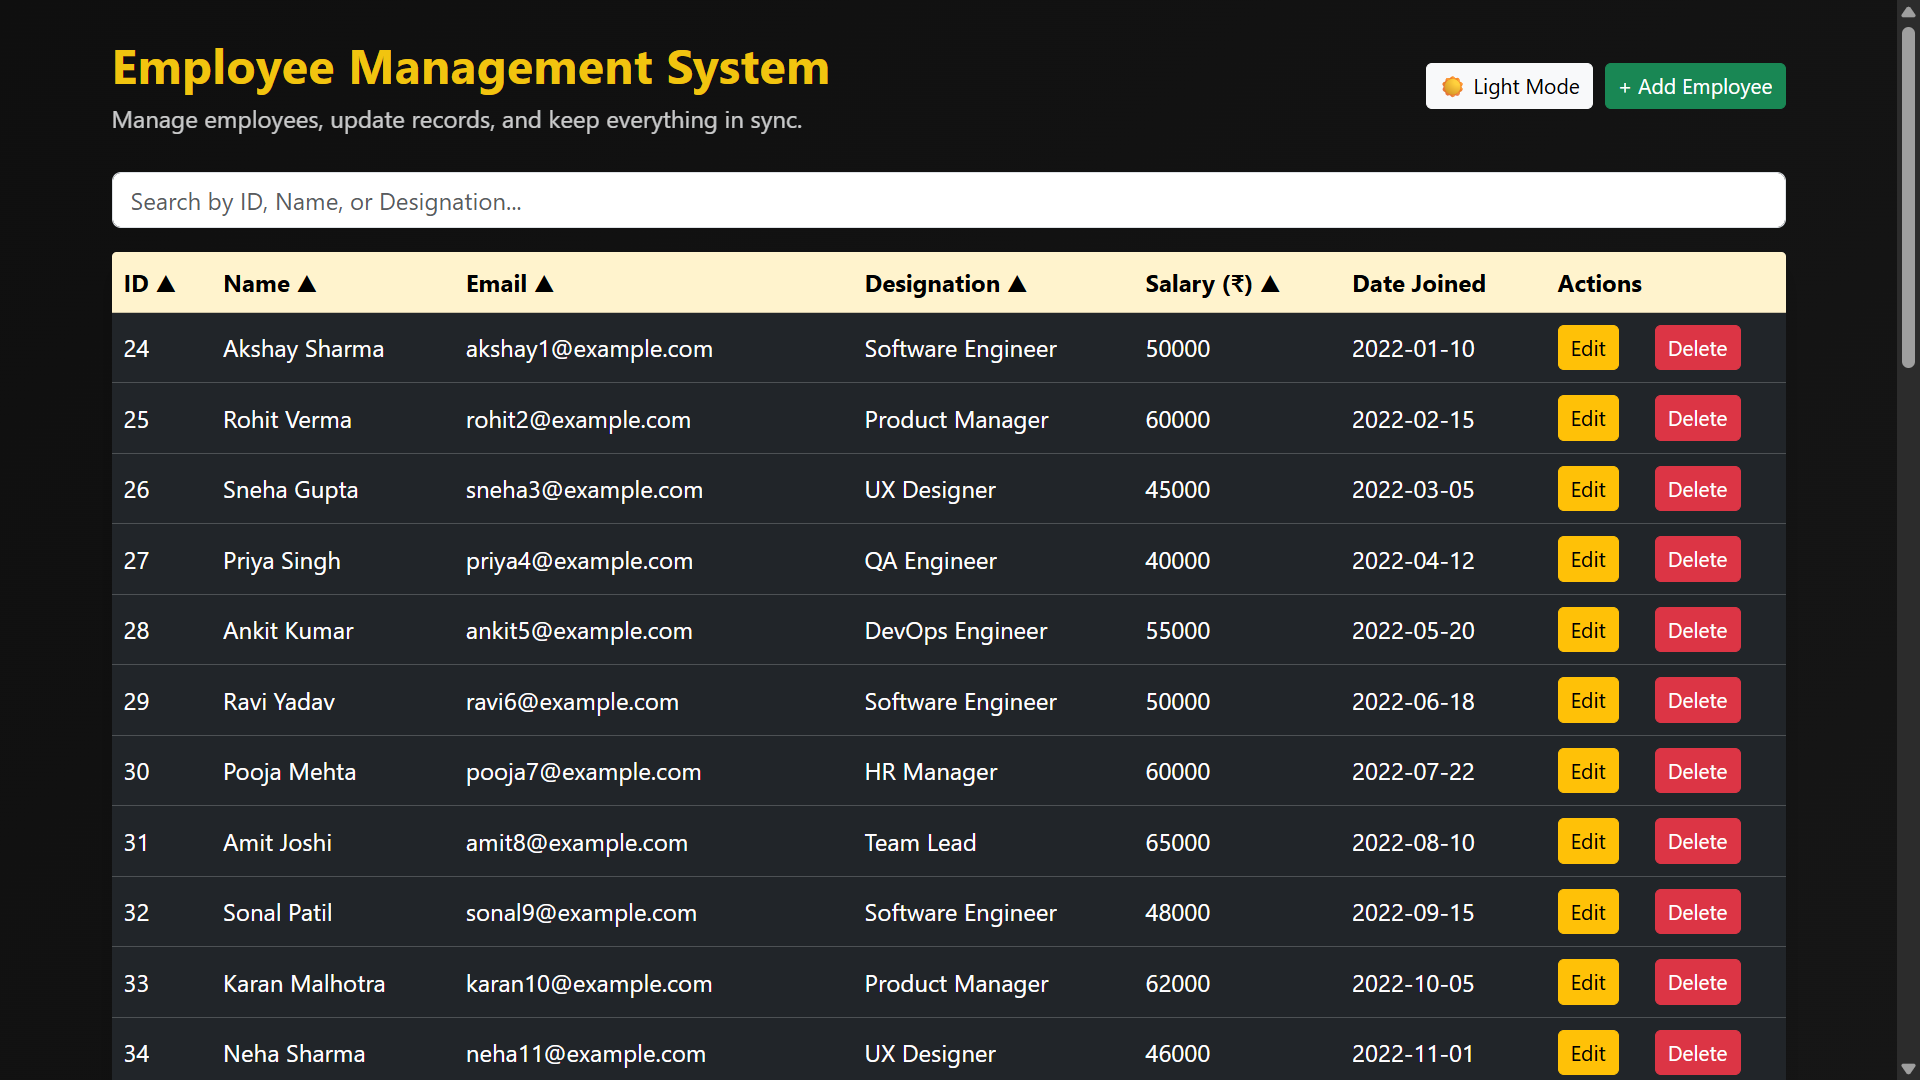 Employee Management System
Manage employees, update records, and keep everything in sync.
Light Mode
+ Add Employee
Search by ID, Name, or Designation...
ID ▲ Name ▲ Email ▲ Designation ▲ Salary (₹) ▲ Date Joined Actions
24 Akshay Sharma akshay1@example.com Software Engineer 50000 2022-01-10 Edit Delete
25 Rohit Verma rohit2@example.com Product Manager 60000 2022-02-15 Edit Delete
26 Sneha Gupta sneha3@example.com UX Designer 45000 2022-03-05 Edit Delete
27 Priya Singh priya4@example.com QA Engineer 40000 2022-04-12 Edit Delete
28 Ankit Kumar ankit5@example.com DevOps Engineer 55000 2022-05-20 Edit Delete
29 Ravi Yadav ravi6@example.com Software Engineer 50000 2022-06-18 Edit Delete
30 Pooja Mehta pooja7@example.com HR Manager 60000 2022-07-22 Edit Delete
31 Amit Joshi amit8@example.com Team Lead 65000 2022-08-10 Edit Delete
32 Sonal Patil sonal9@example.com Software Engineer 48000 2022-09-15 Edit Delete
33 Karan Malhotra karan10@example.com Product Manager 62000 2022-10-05 Edit Delete
34 Neha Sharma neha11@example.com UX Designer 46000 2022-11-01 Edit Delete